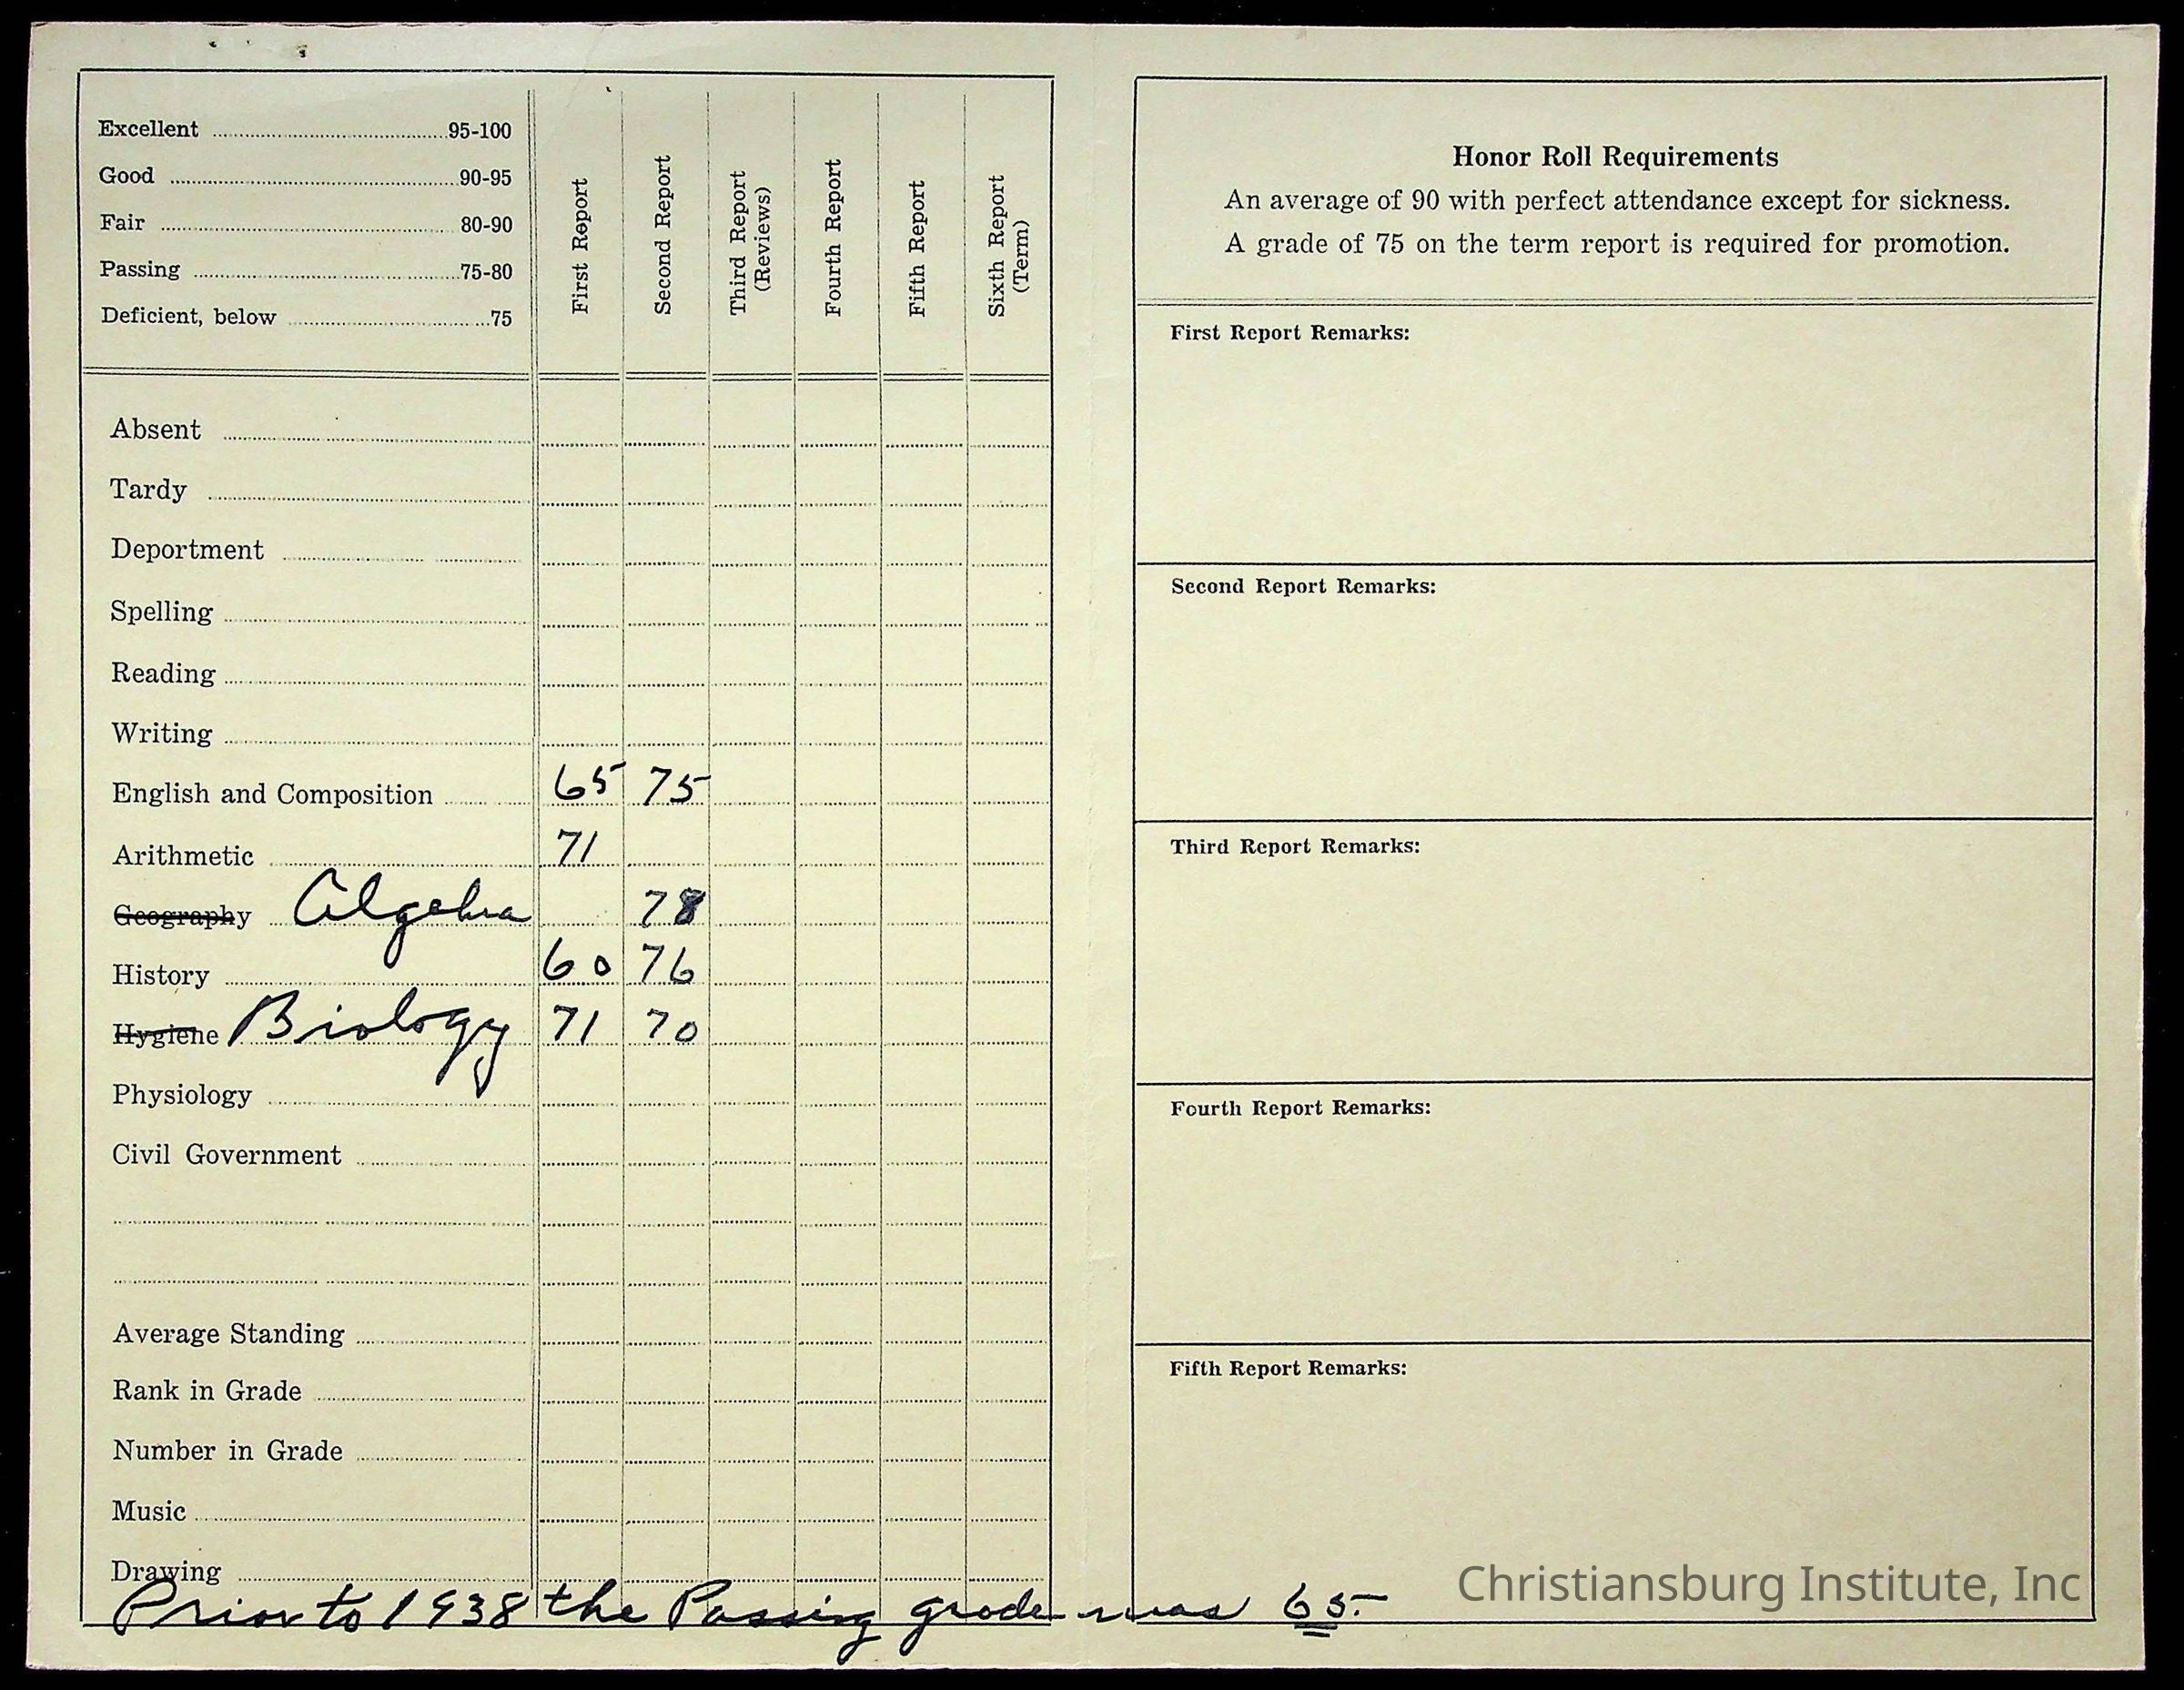 Excellent ........ 95-100
Good ........ 90-95
Fair ........ 80-90
Passing ........ 75-80
Deficient, below ........ 75
First Report
Second Report
Third Report (Reviews)
Fourth Report
Fifth Report
Sixth Report (Term)
Absent
Tardy
Department
Spelling
Reading
Writing
English and Composition 65 75
Arithmetic 71
Geography Algebra 78
History 60 76
Hygiene Biology 71 70
Physiology
Civil Government
Average Standing
Rank in Grade
Number in Grade
Music
Drawing
Prior to 1938 the Passing grade was 65.
Honor Roll Requirements
An average of 90 with perfect attendance except for sickness.
A grade of 75 on the term report is required for promotion.
First Report Remarks:
Second Report Remarks:
Third Report Remarks:
Fourth Report Remarks:
Fifth Report Remarks:
Christiansburg Institute, Inc